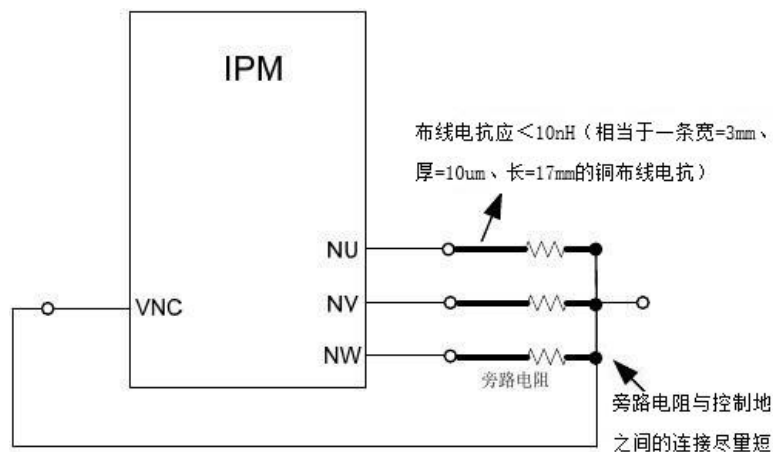 IPM
布线电抗应＜10nH（相当于一条宽=3mm、
厚=10um、长=17mm的铜布线电抗）
NU
VNC
NV
NW
旁路电阻
旁路电阻与控制地
之间的连接尽量短